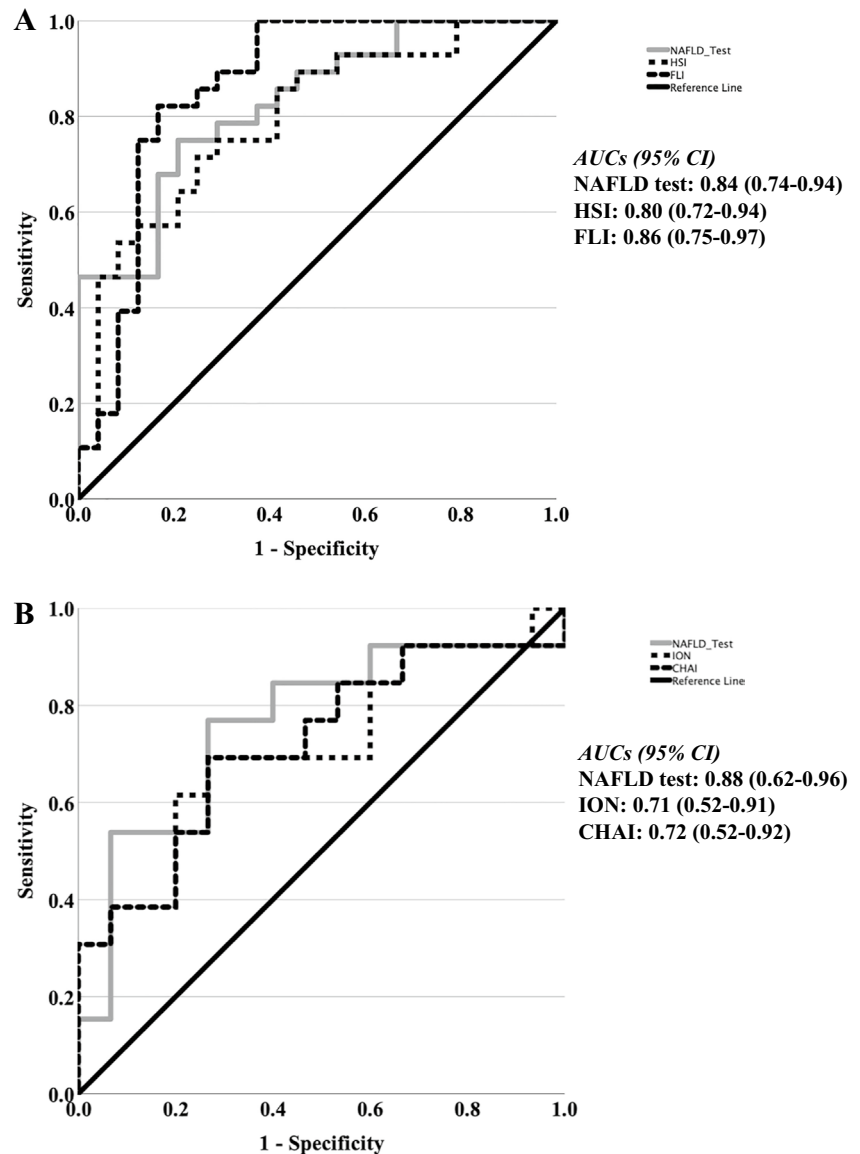 A
1.0
0.8
0.6
0.4
0.2
0.0
Sensitivity
0.0 0.2 0.4 0.6 0.8 1.0
1 - Specificity
NAFLD_Test
HSI
FLI
Reference Line
AUCs (95% CI)
NAFLD test: 0.84 (0.74-0.94)
HSI: 0.80 (0.72-0.94)
FLI: 0.86 (0.75-0.97)
B
1.0
0.8
0.6
0.4
0.2
0.0
Sensitivity
0.0 0.2 0.4 0.6 0.8 1.0
1 - Specificity
NAFLD_Test
ION
CHAI
Reference Line
AUCs (95% CI)
NAFLD test: 0.88 (0.62-0.96)
ION: 0.71 (0.52-0.91)
CHAI: 0.72 (0.52-0.92)